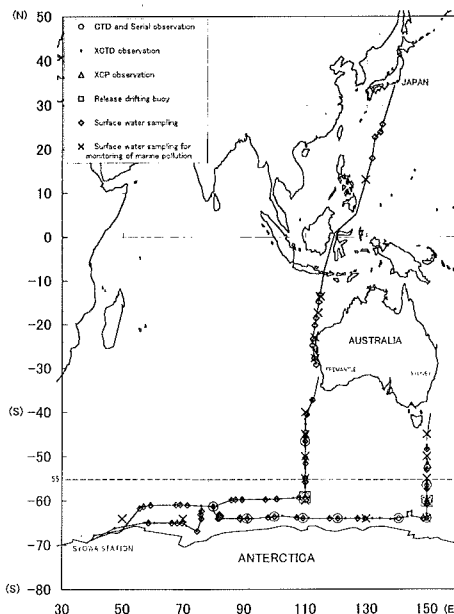 (N)
50
40
30
20
10
0
−10
−20
−30
(S)
−40
−50
55
−60
−70
(S)
−80
30 50 70 90 110 130 150 (E)
CTD and Serial observation
XCTD observation
XCP observation
Release drifting buoy
Surface water sampling
Surface water sampling for
monitoring of marine pollution
JAPAN
AUSTRALIA
FREMANTLE
SYDNEY
SYOWA STATION
ANTERCTICA